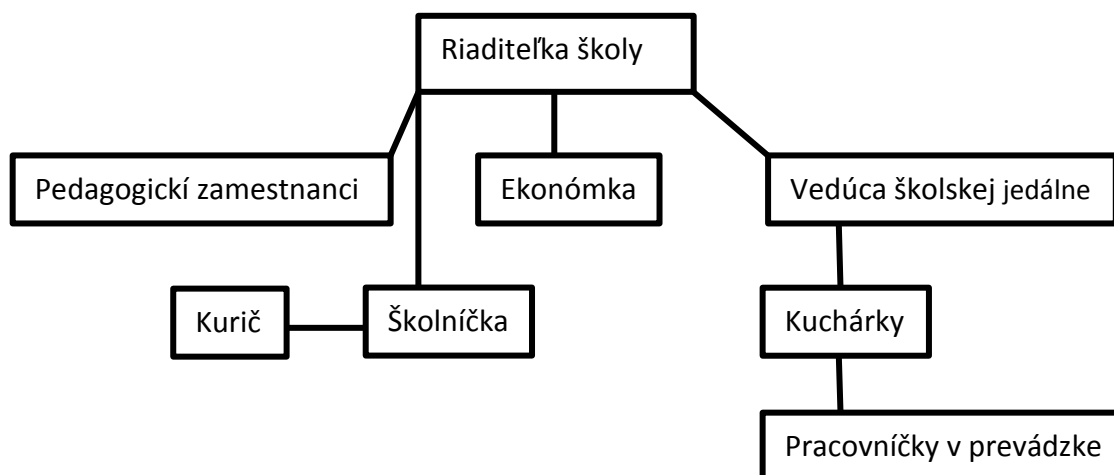 Riaditeľka školy
Pedagogickí zamestnanci
Ekonómka
Vedúca školskej jedálne
Kurič
Školníčka
Kuchárky
Pracovníčky v prevádzke